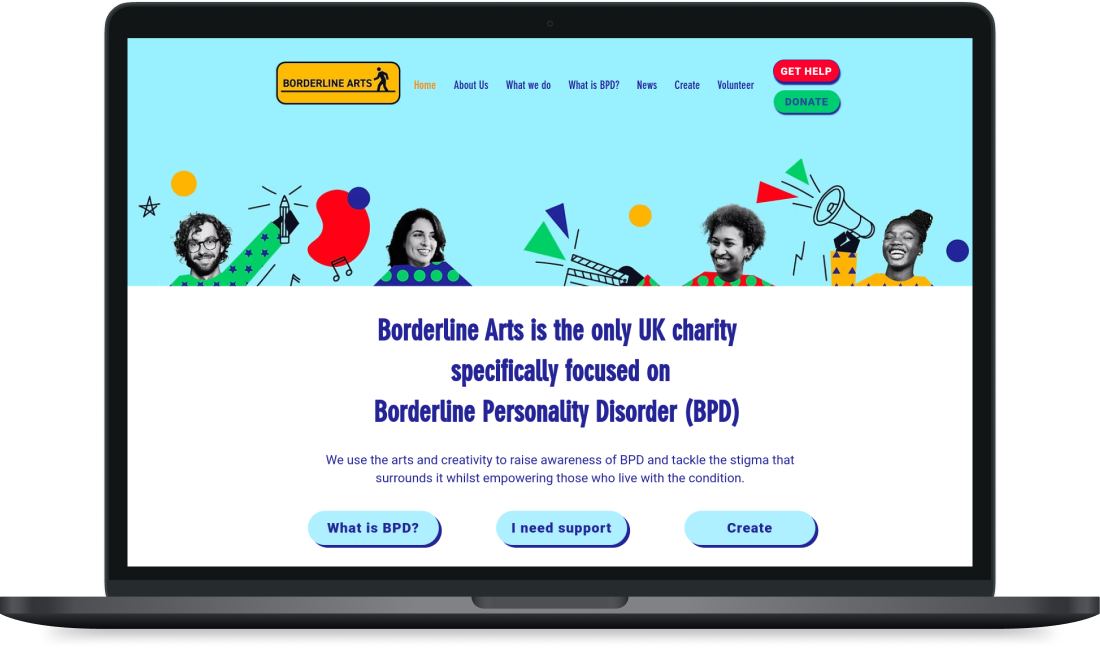 BORDERLINE ARTS
Home About Us What we do What is BPD? News Create Volunteer
GET HELP
DONATE
Borderline Arts is the only UK charity
specifically focused on
Borderline Personality Disorder (BPD)
We use the arts and creativity to raise awareness of BPD and tackle the stigma that
surrounds it whilst empowering those who live with the condition.
What is BPD? I need support Create